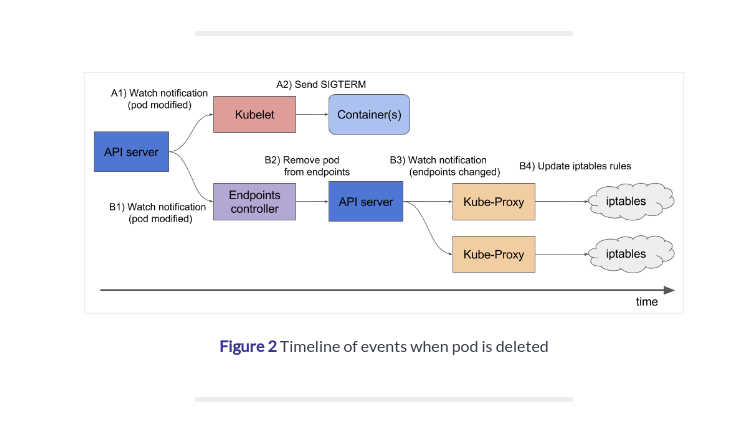 A2) Send SIGTERM
A1) Watch notification
(pod modified)
Kubelet
Container(s)
API server
B2) Remove pod
from endpoints
B3) Watch notification
(endpoints changed)
B4) Update iptables rules
Endpoints
controller
API server
Kube-Proxy
iptables
B1) Watch notification
(pod modified)
Kube-Proxy
iptables
time
Figure 2 Timeline of events when pod is deleted